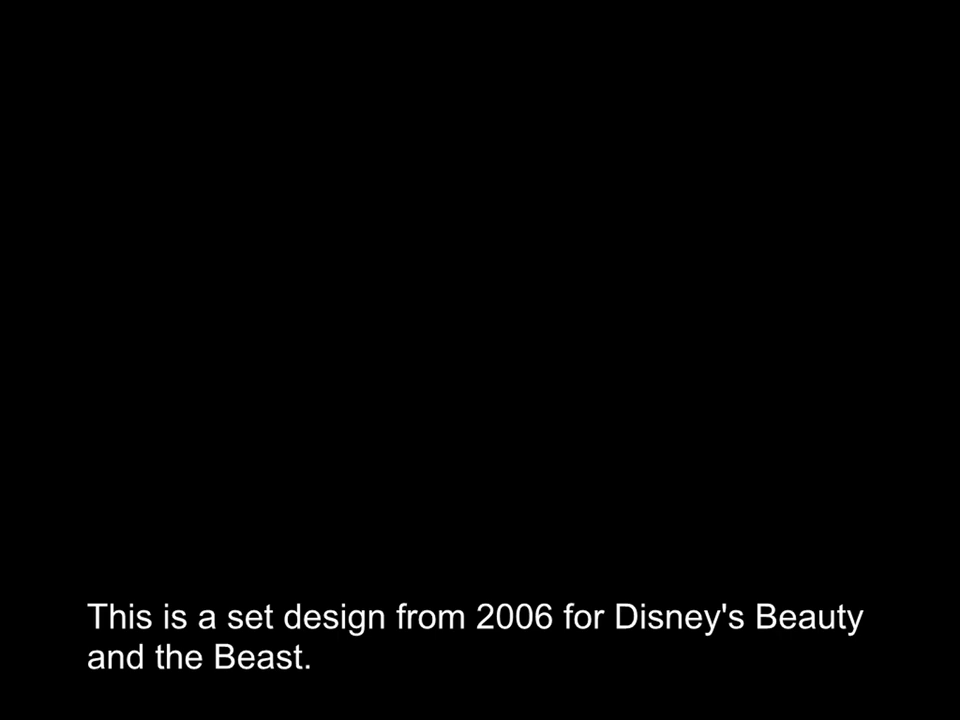 This is a set design from 2006 for Disney's Beauty
and the Beast.